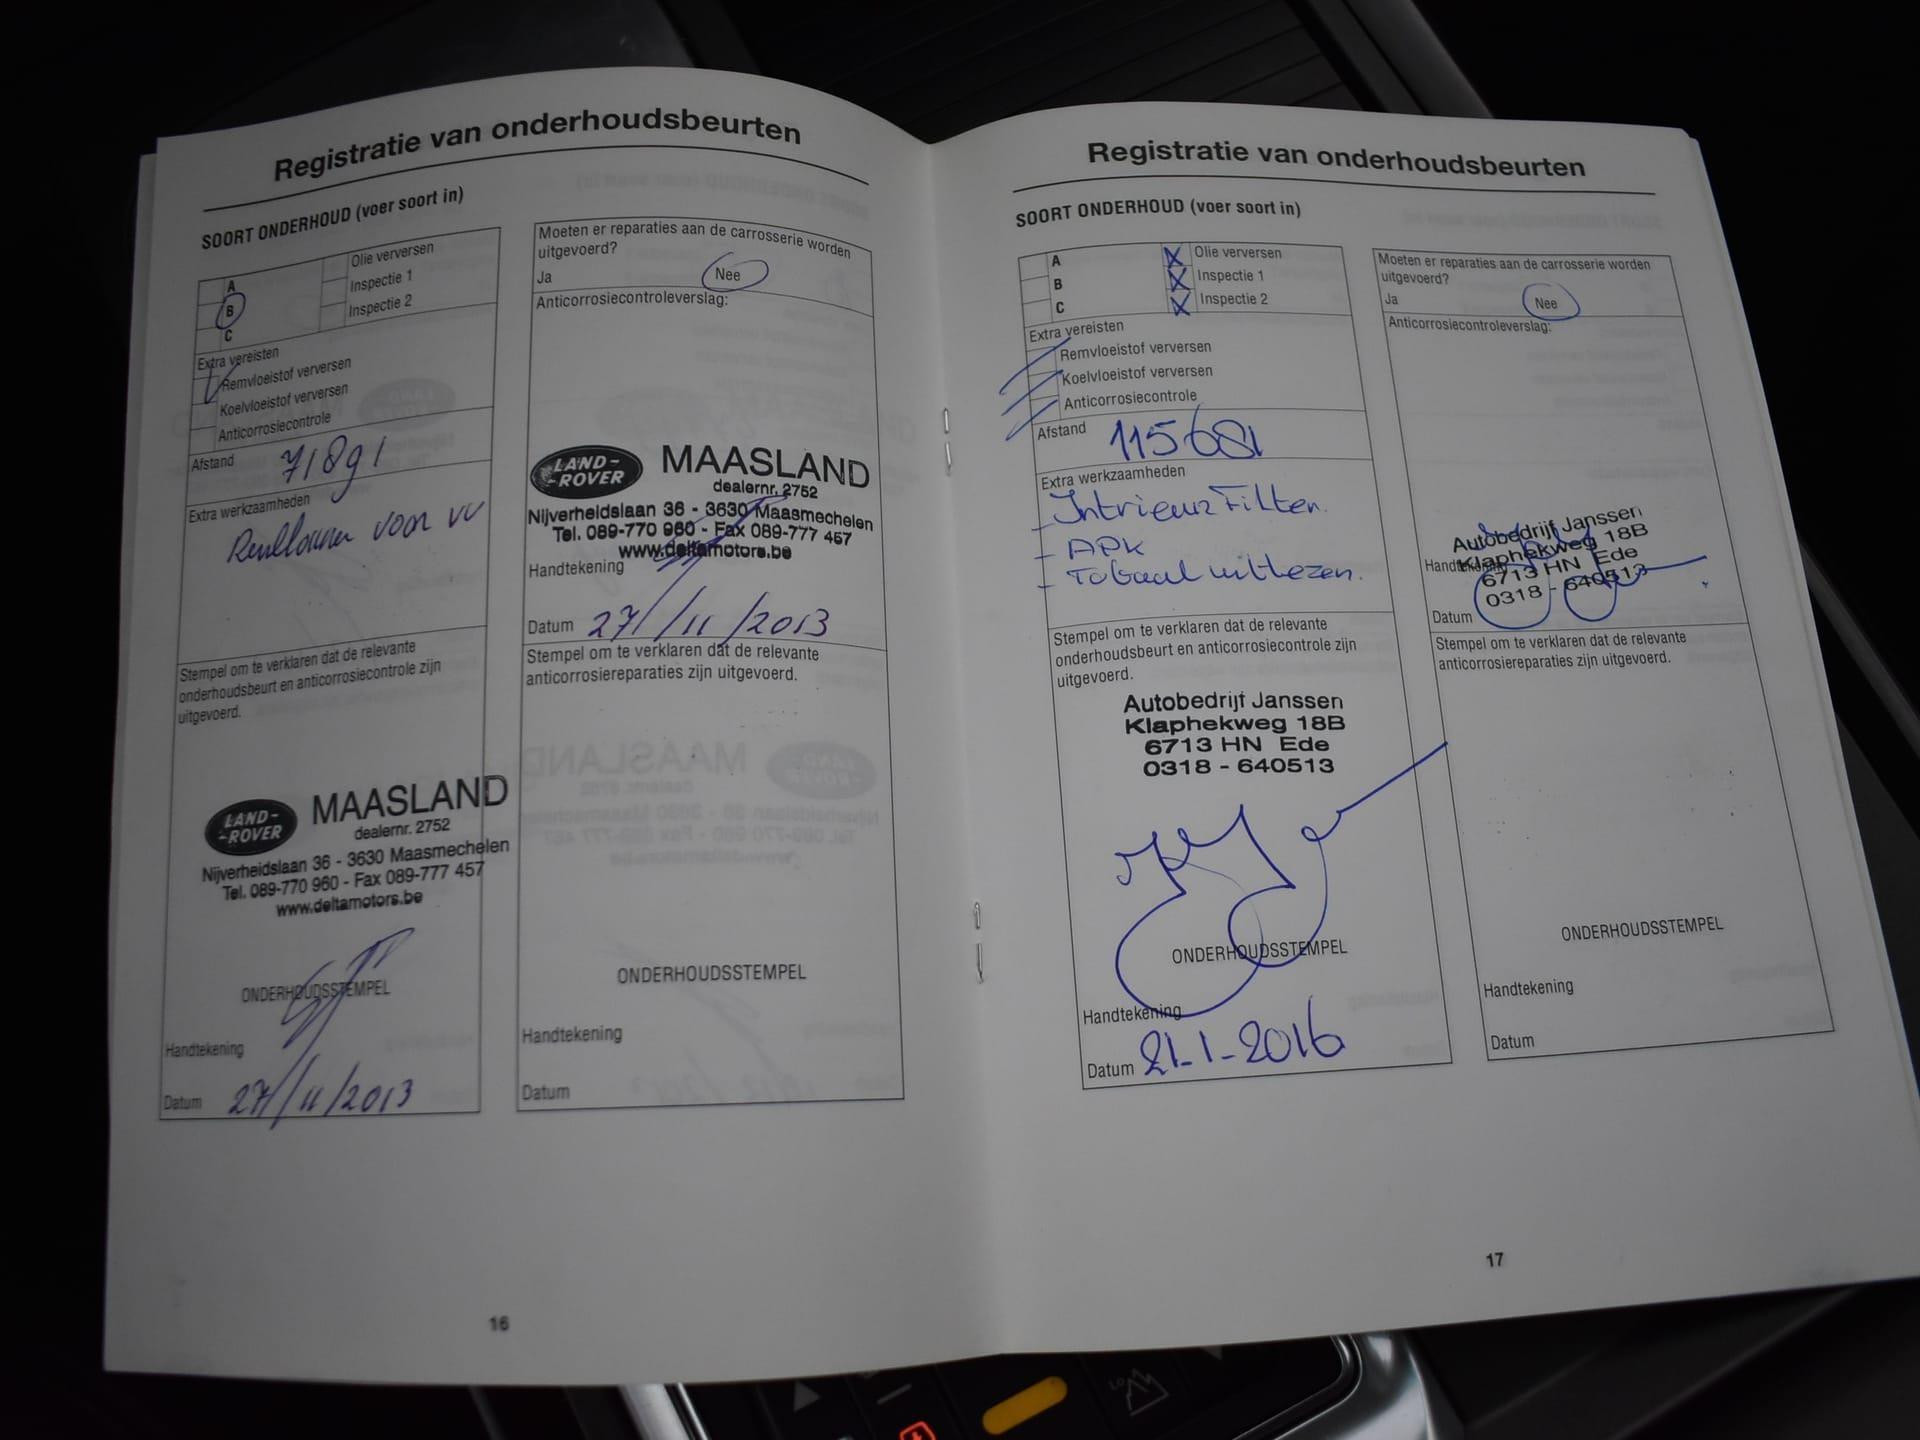 Registratie van onderhoudsbeurten
SOORT ONDERHOUD (voer soort in)
A
B
C
Olie verversen
Inspectie 1
Inspectie 2
Extra vereisten
Remvloeistof verversen
Koelvloeistof verversen
Anticorrosiecontrole
Afstand 71891
Extra werkzaamheden
voor
Stempel om te verklaren dat de relevante
onderhoudsbeurt en anticorrosiecontrole zijn
uitgevoerd.
LAND-
-ROVER
MAASLAND
dealernr. 2752
Nijverheidslaan 36 - 3630 Maasmechelen
Tel. 089-770 960 - Fax 089-777 457
www.deltamotors.be
ONDERHOUDSSTEMPEL
Handtekening
Datum 27/11/2013
Moeten er reparaties aan de carrosserie worden
uitgevoerd?
Ja Nee
Anticorrosiecontroleverslag:
LAND-
-ROVER
MAASLAND
dealernr. 2752
Nijverheidslaan 36 - 3630 Maasmechelen
Tel. 089-770 960 - Fax 089-777 457
www.deltamotors.be
Handtekening
Datum 27/11/2013
Stempel om te verklaren dat de relevante
anticorrosiereparaties zijn uitgevoerd.
ONDERHOUDSSTEMPEL
Handtekening
Datum
16
Registratie van onderhoudsbeurten
SOORT ONDERHOUD (voer soort in)
A
B
C
X Olie verversen
X Inspectie 1
X Inspectie 2
Extra vereisten
Remvloeistof verversen
Koelvloeistof verversen
Anticorrosiecontrole
Afstand 115681
Extra werkzaamheden
- Intrieur Filter.
- APK
- Totaal uitlezen.
Stempel om te verklaren dat de relevante
onderhoudsbeurt en anticorrosiecontrole zijn
uitgevoerd.
Autobedrijf Janssen
Klaphekweg 18B
6713 HN Ede
0318 - 640513
ONDERHOUDSSTEMPEL
Handtekening
Datum 21-1-2016
Moeten er reparaties aan de carrosserie worden
uitgevoerd?
Ja Nee
Anticorrosiecontroleverslag:
Autobedrijf Janssen
Klaphekweg 18B
6713 HN Ede
0318 - 640513
Handtekening
Datum
Stempel om te verklaren dat de relevante
anticorrosiereparaties zijn uitgevoerd.
ONDERHOUDSSTEMPEL
Handtekening
Datum
17
LO